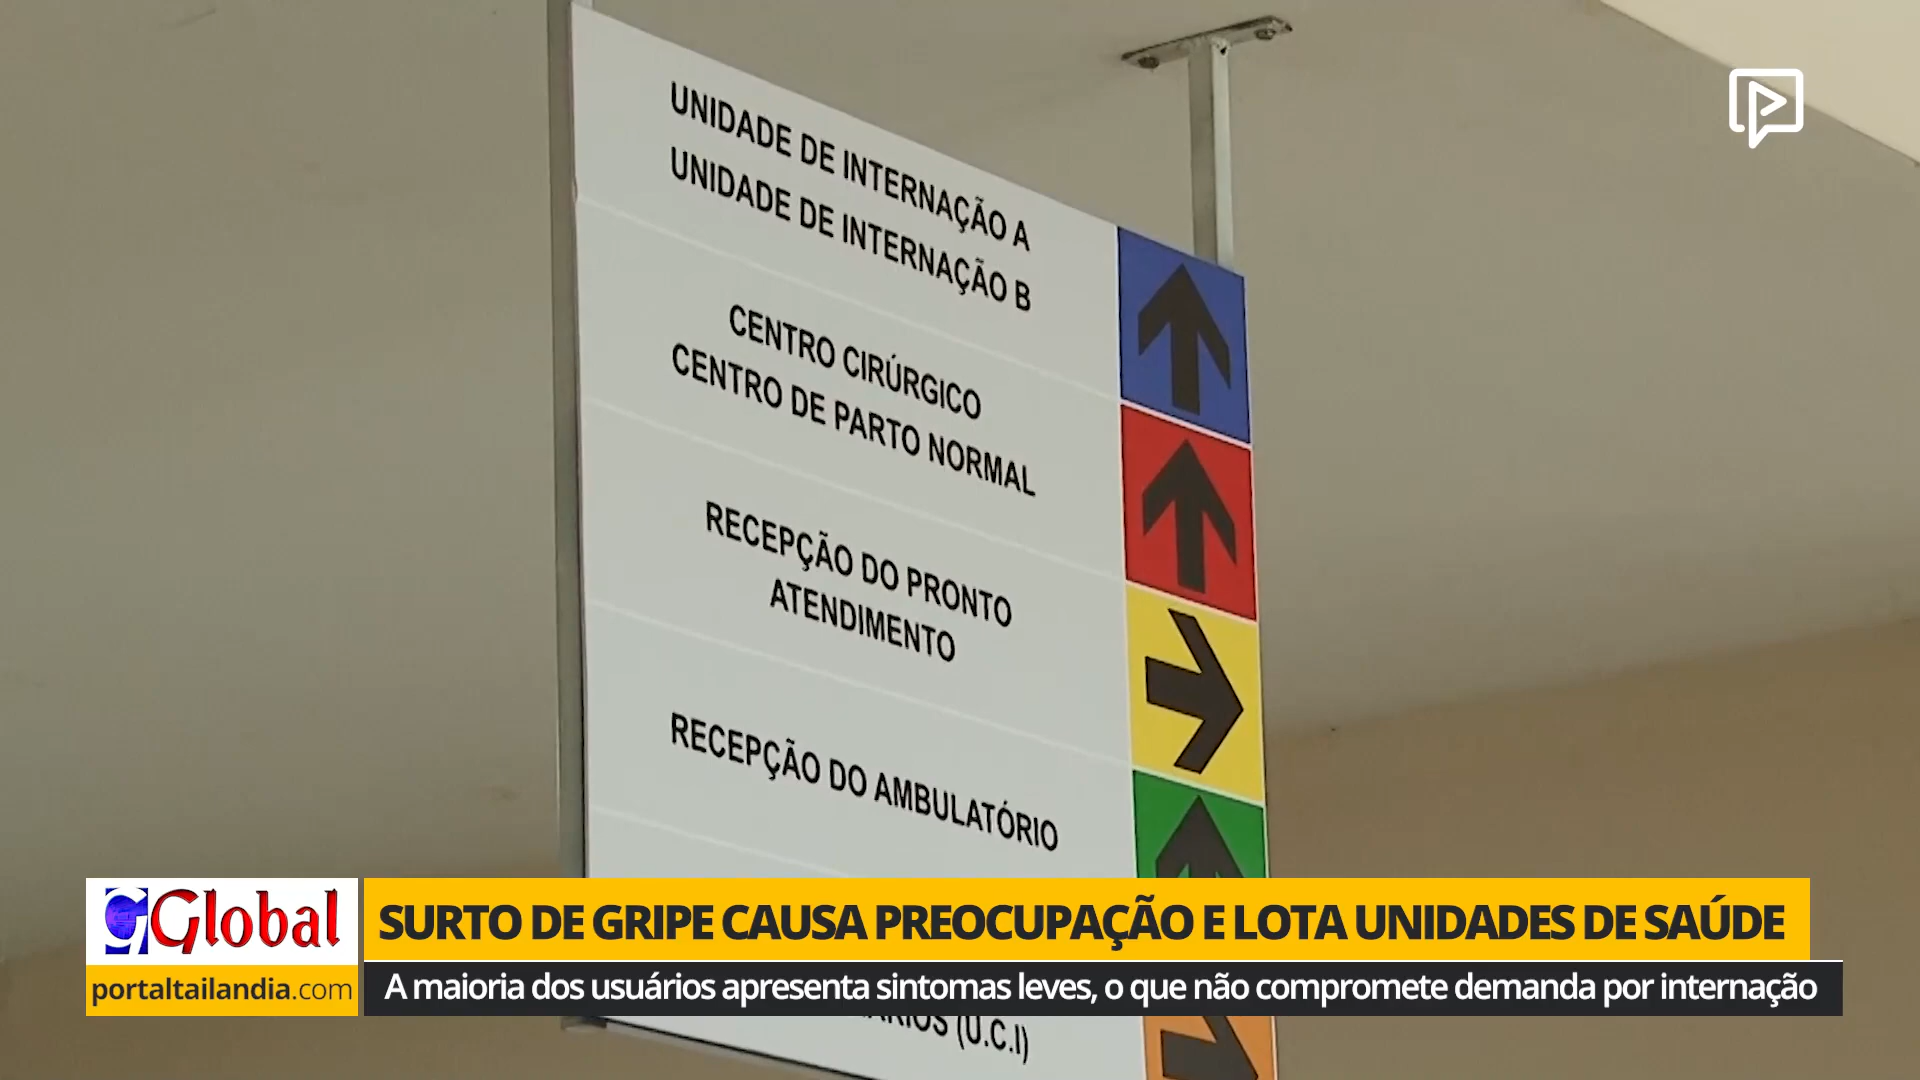 UNIDADE DE INTERNAÇÃO A
UNIDADE DE INTERNAÇÃO B
CENTRO CIRÚRGICO
CENTRO DE PARTO NORMAL
RECEPÇÃO DO PRONTO
ATENDIMENTO
RECEPÇÃO DO AMBULATÓRIO
(U.C.I)
Global
portaltailandia.com
SURTO DE GRIPE CAUSA PREOCUPAÇÃO E LOTA UNIDADES DE SAÚDE
A maioria dos usuários apresenta sintomas leves, o que não compromete demanda por internação